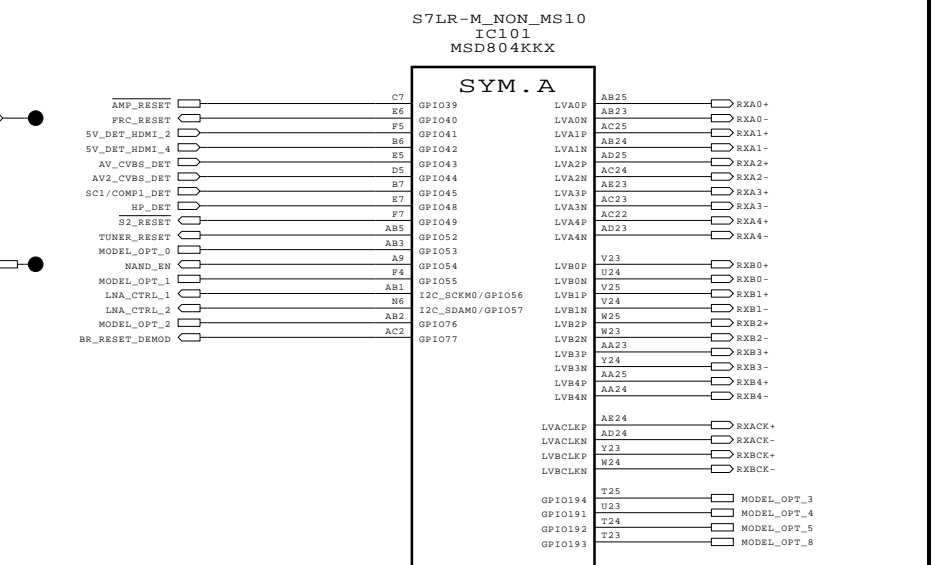 S7LR-M_NON_MS10
IC101
MSD804KKX
SYM.A
AMP_RESET C7 GPIO39
FRC_RESET E6 GPIO40
5V_DET_HDMI_2 F5 GPIO41
5V_DET_HDMI_4 B6 GPIO42
AV_CVBS_DET E5 GPIO43
AV2_CVBS_DET D5 GPIO44
SC1/COMP1_DET B7 GPIO45
HP_DET E7 GPIO48
S2_RESET F7 GPIO49
TUNER_RESET AB5 GPIO52
MODEL_OPT_0 AB3 GPIO53
NAND_EN A9 GPIO54
MODEL_OPT_1 F4 GPIO55
LNA_CTRL_1 AB1 I2C_SCKM0/GPIO56
LNA_CTRL_2 N6 I2C_SDAM0/GPIO57
MODEL_OPT_2 AB2 GPIO76
BR_RESET_DEMOD AC2 GPIO77
LVA0P AB25 RXA0+
LVA0N AB23 RXA0-
LVA1P AC25 RXA1+
LVA1N AB24 RXA1-
LVA2P AD25 RXA2+
LVA2N AC24 RXA2-
LVA3P AE23 RXA3+
LVA3N AC23 RXA3-
LVA4P AC22 RXA4+
LVA4N AD23 RXA4-
LVB0P V23 RXB0+
LVB0N U24 RXB0-
LVB1P V25 RXB1+
LVB1N V24 RXB1-
LVB2P W25 RXB2+
LVB2N W23 RXB2-
LVB3P AA23 RXB3+
LVB3N Y24 RXB3-
LVB4P AA25 RXB4+
LVB4N AA24 RXB4-
LVACLKP AE24 RXACK+
LVACLKN AD24 RXACK-
LVBCLKP Y23 RXBCK+
LVBCLKN W24 RXBCK-
GPIO194 T25 MODEL_OPT_3
GPIO191 U23 MODEL_OPT_4
GPIO192 T24 MODEL_OPT_5
GPIO193 T23 MODEL_OPT_8